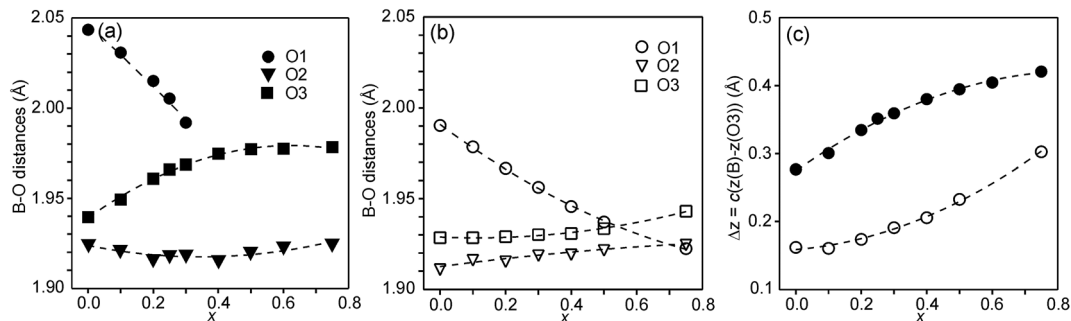 (a)
O1
O2
O3
B-O distances (Å)
2.05
2.00
1.95
1.90
0.0 0.2 0.4 0.6 0.8
x
(b)
O1
O2
O3
B-O distances (Å)
2.05
2.00
1.95
1.90
0.0 0.2 0.4 0.6 0.8
x
(c)
Δz = c(z(B)-z(O3)) (Å)
0.5
0.4
0.3
0.2
0.1
0.0 0.2 0.4 0.6 0.8
x